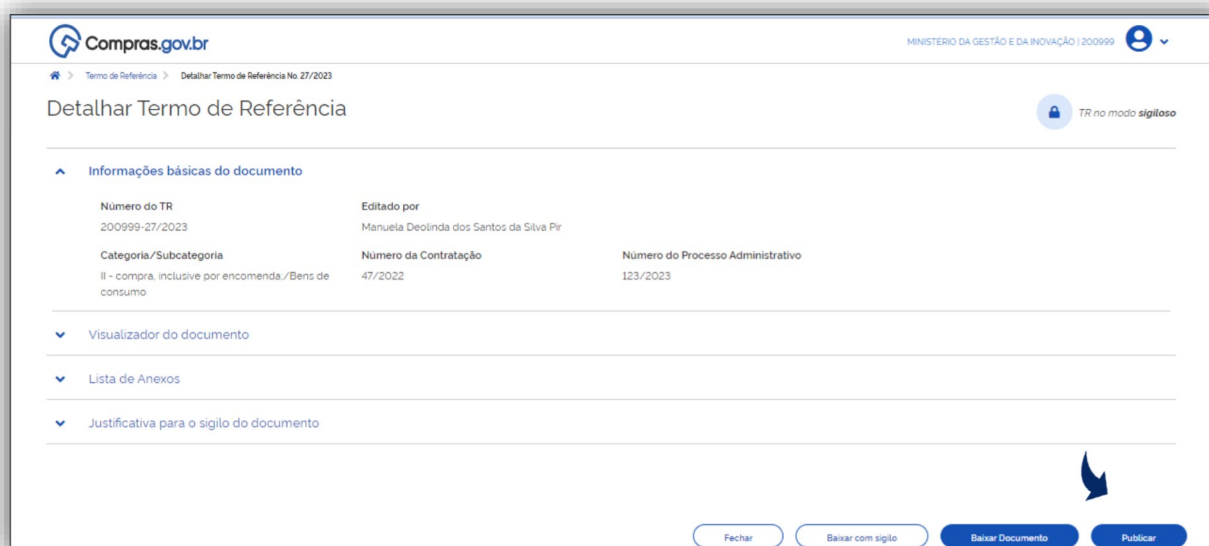 Compras.gov.br
MINISTÉRIO DA GESTÃO E DA INOVAÇÃO | 200999
Termo de Referência > Detalhar Termo de Referência No. 27/2023
Detalhar Termo de Referência
TR no modo sigiloso
Informações básicas do documento
Número do TR
200999-27/2023
Editado por
Manuela Deolinda dos Santos da Silva Pir
Categoria/Subcategoria
II - compra, inclusive por encomenda;/Bens de
consumo
Número da Contratação
47/2022
Número do Processo Administrativo
123/2023
Visualizador do documento
Lista de Anexos
Justificativa para o sigilo do documento
Fechar
Baixar com sigilo
Baixar Documento
Publicar